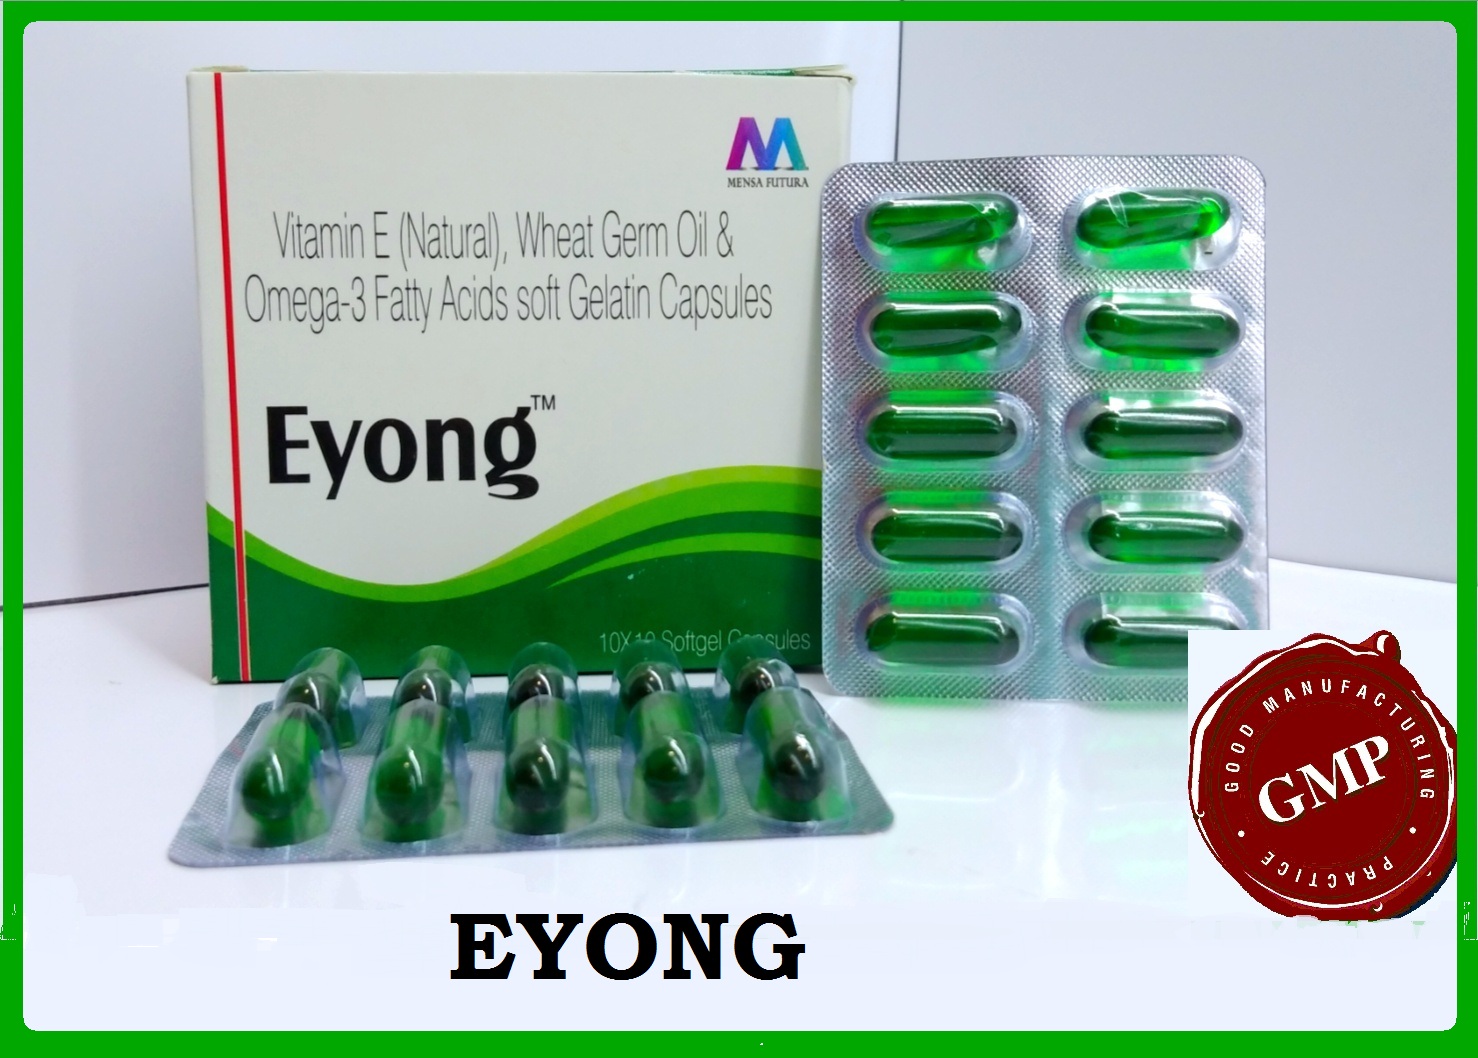 MENSA FUTURA
Vitamin E (Natural), Wheat Germ Oil &
Omega-3 Fatty Acids soft Gelatin Capsules
Eyong™
10X10 Softgel Capsules
GOOD MANUFACTURING
GMP
PRACTICE
EYONG